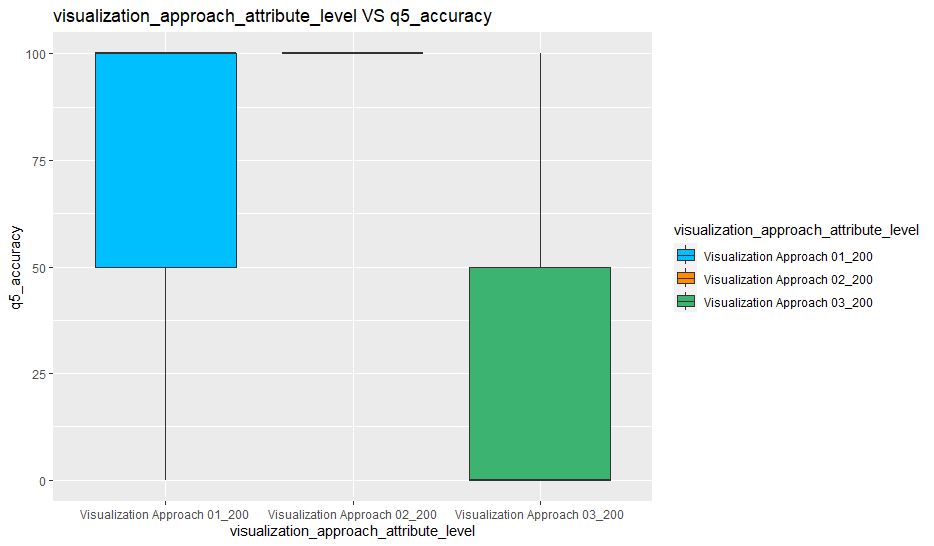 visualization_approach_attribute_level VS q5_accuracy
100
75
50
25
0
q5_accuracy
Visualization Approach 01_200
Visualization Approach 02_200
Visualization Approach 03_200
visualization_approach_attribute_level
visualization_approach_attribute_level
Visualization Approach 01_200
Visualization Approach 02_200
Visualization Approach 03_200